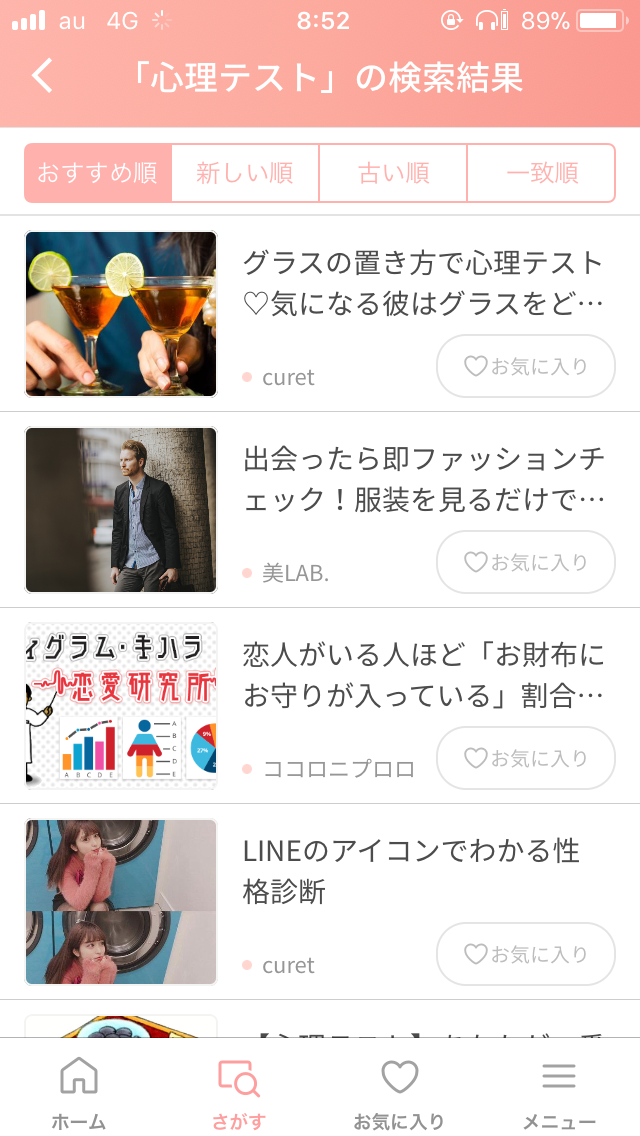 au 4G 8:52 89%
「心理テスト」の検索結果
おすすめ順 新しい順 古い順 一致順
グラスの置き方で心理テスト
♡気になる彼はグラスをど…
curet
♡お気に入り
出会ったら即ファッションチ
ェック！服装を見るだけで…
美LAB.
♡お気に入り
ィグラム・キハラ
恋愛研究所
9%
27%
A B C D E
A
B
C
D
E
恋人がいる人ほど「お財布に
お守りが入っている」割合…
ココロニプロロ
♡お気に入り
LINEのアイコンでわかる性
格診断
curet
♡お気に入り
ホーム さがす お気に入り メニュー